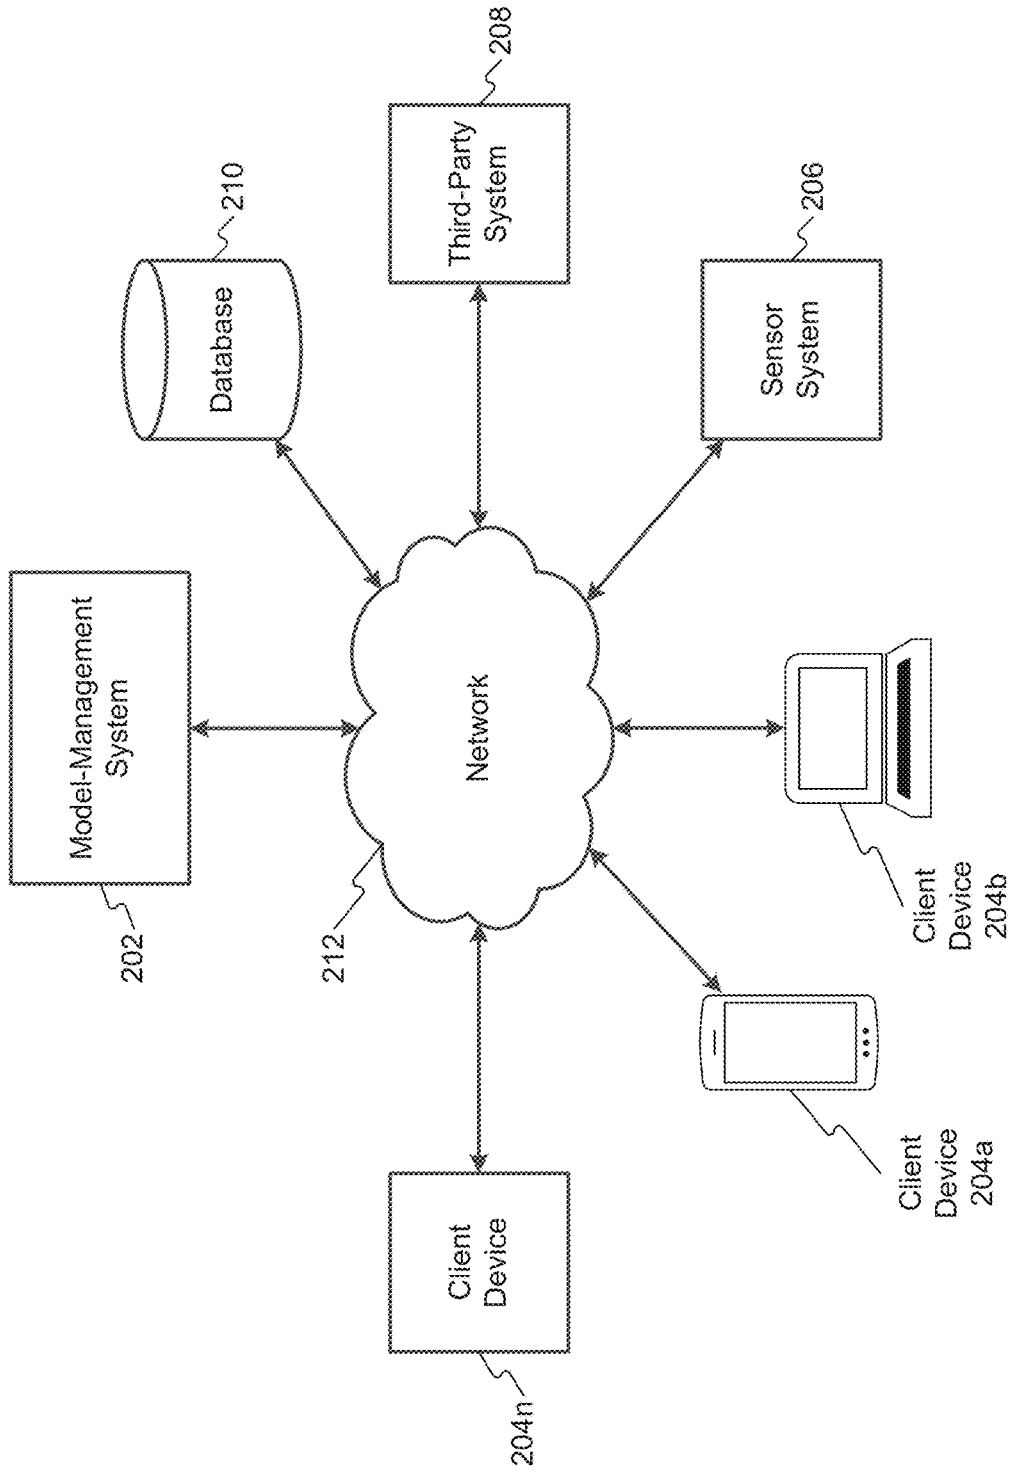 Model-Management
System
202
Database
210
212
Network
Client
Device
204n
Third-Party
System
208
Client
Device
204a
Client
Device
204b
Sensor
System
206